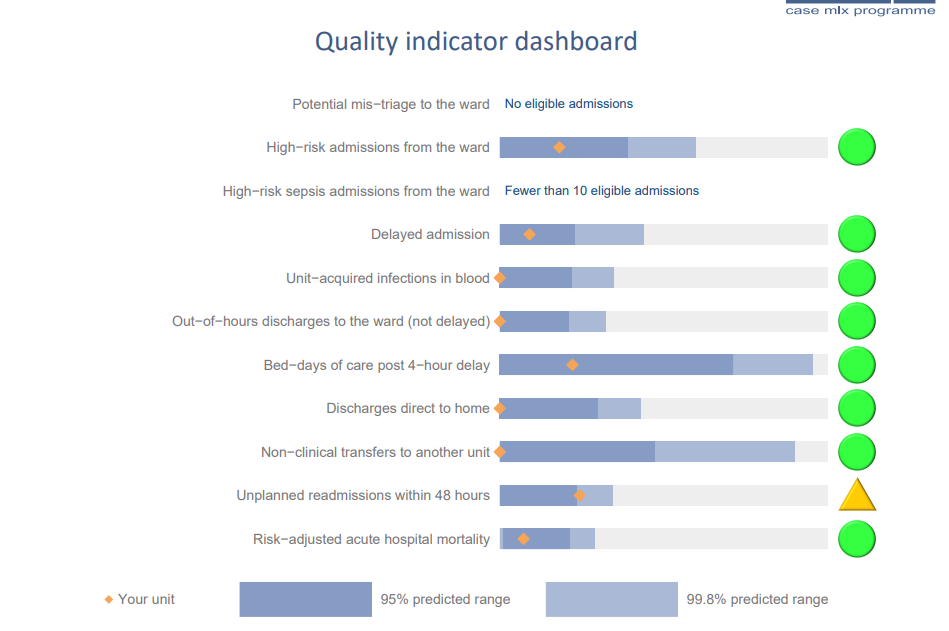 case mix programme
Quality indicator dashboard
Potential mis−triage to the ward No eligible admissions
High−risk admissions from the ward
High−risk sepsis admissions from the ward Fewer than 10 eligible admissions
Delayed admission
Unit−acquired infections in blood
Out−of−hours discharges to the ward (not delayed)
Bed−days of care post 4−hour delay
Discharges direct to home
Non−clinical transfers to another unit
Unplanned readmissions within 48 hours
Risk−adjusted acute hospital mortality
Your unit 95% predicted range 99.8% predicted range